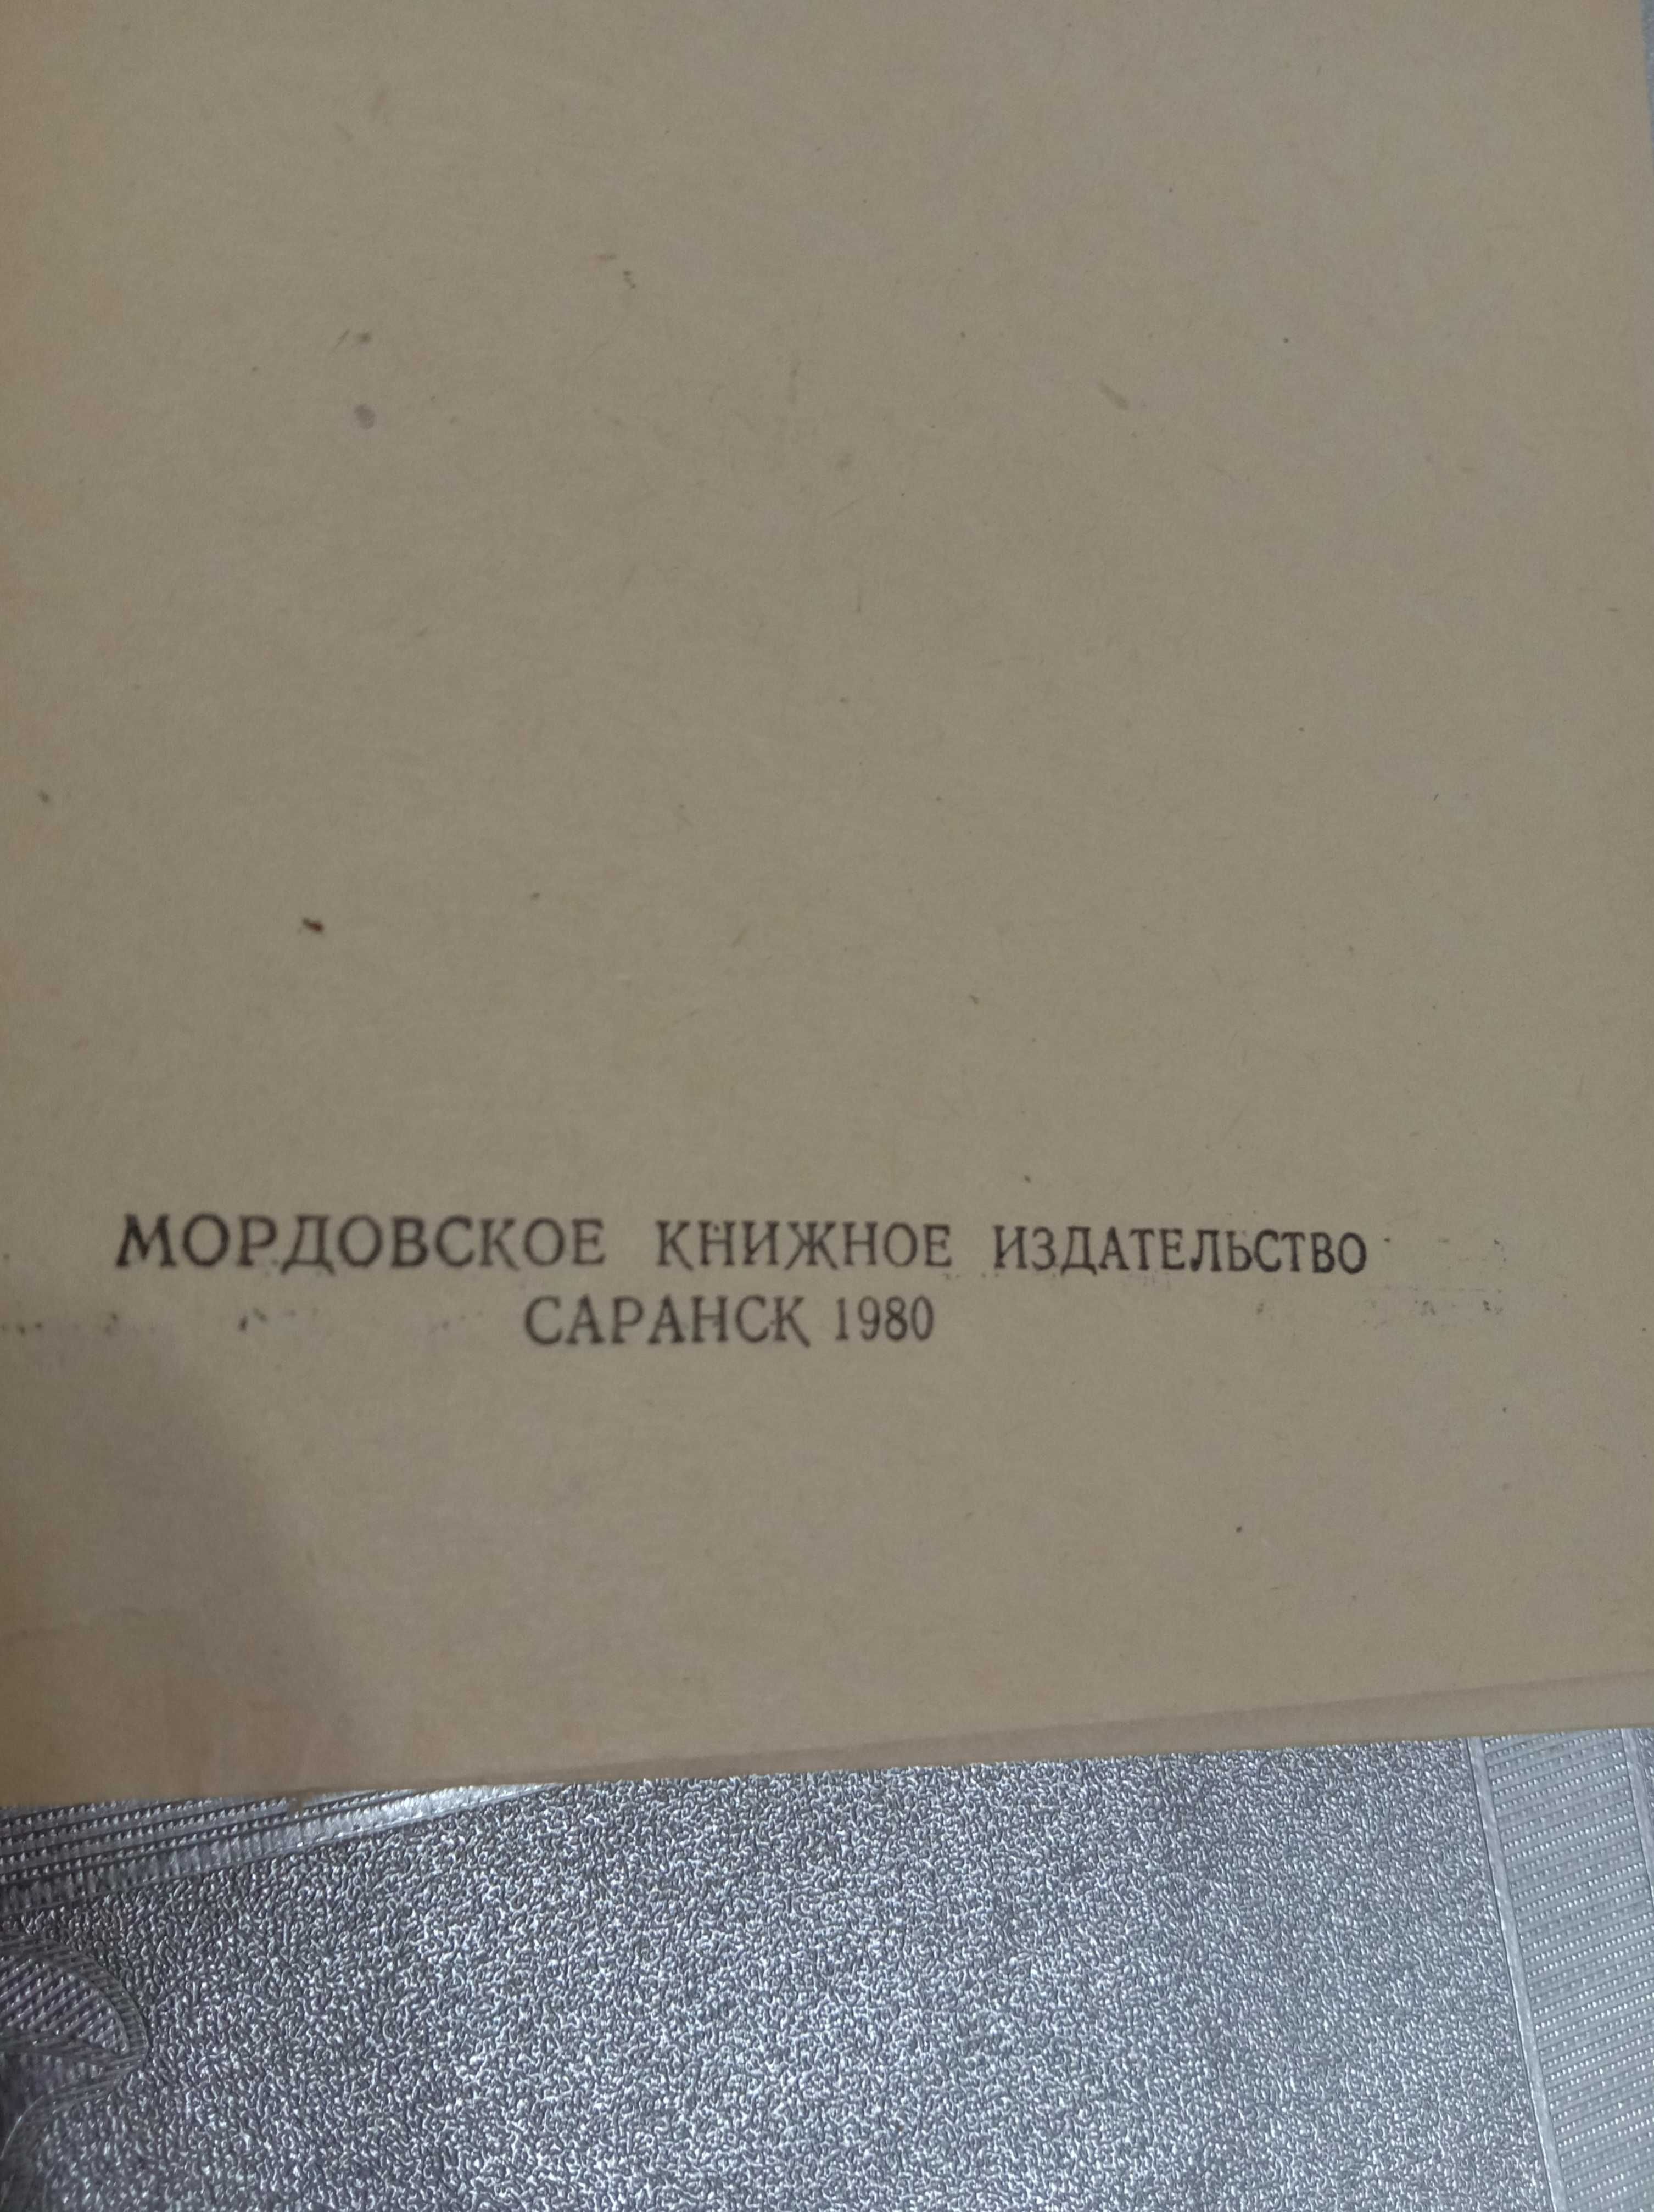 МОРДОВСКОЕ КНИЖНОЕ ИЗДАТЕЛЬСТВО
САРАНСК 1980